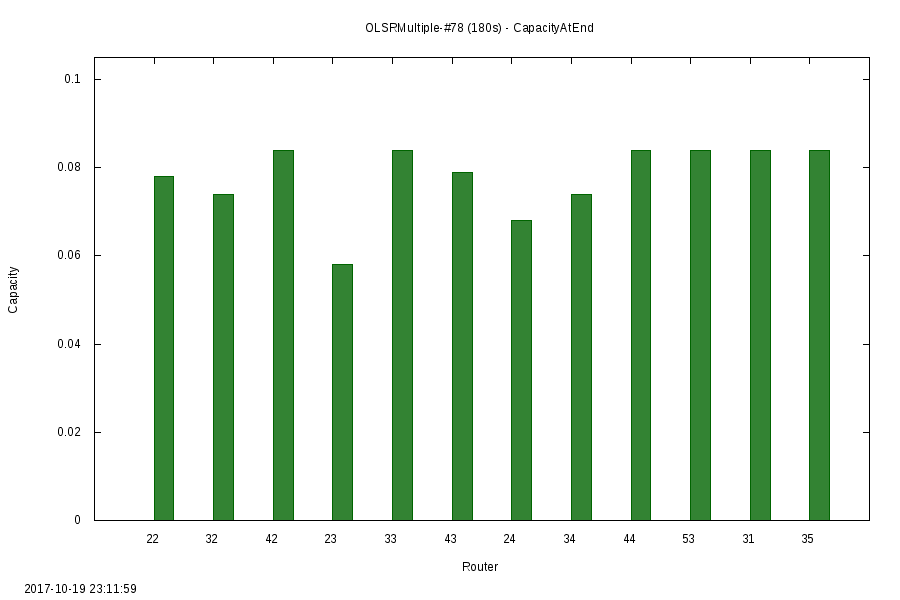 OLSRMultiple-#78 (180s) - CapacityAtEnd
0.1
0.08
0.06
0.04
0.02
0
Capacity
22 32 42 23 33 43 24 34 44 53 31 35
Router
2017-10-19 23:11:59